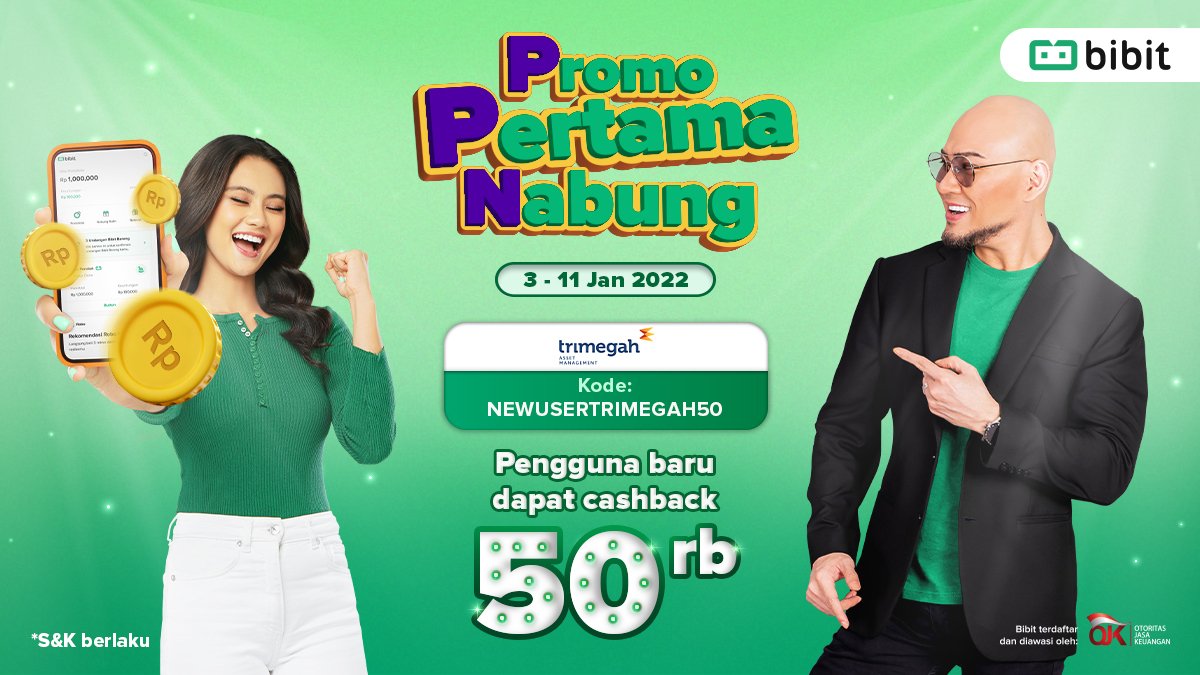 Promo
Pertama
Nabung
bibit
3 - 11 Jan 2022
trimegah
ASSET
MANAGEMENT
Kode:
NEWUSERTRIMEGAH50
Pengguna baru
dapat cashback
50 rb
bibit
Rp 1,000,000
Rp
Rp
Rp
*S&K berlaku
Bibit terdaftar
dan diawasi oleh:
OJK
OTORITAS
JASA
KEUANGAN